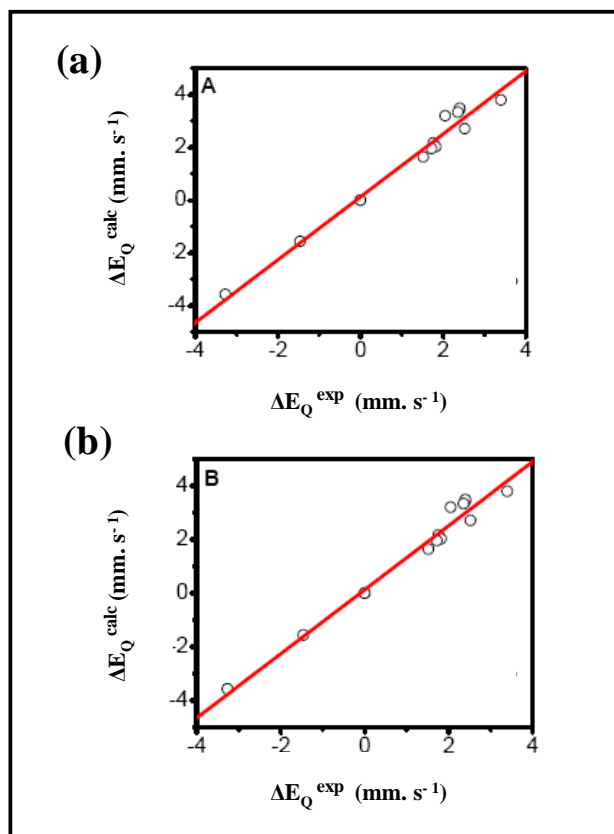 (a)
A
4
2
0
-2
-4
-4
-2
0
2
4
ΔE_Q^calc (mm. s^-1)
ΔE_Q^exp (mm. s^-1)
(b)
B
4
2
0
-2
-4
-4
-2
0
2
4
ΔE_Q^calc (mm. s^-1)
ΔE_Q^exp (mm. s^-1)